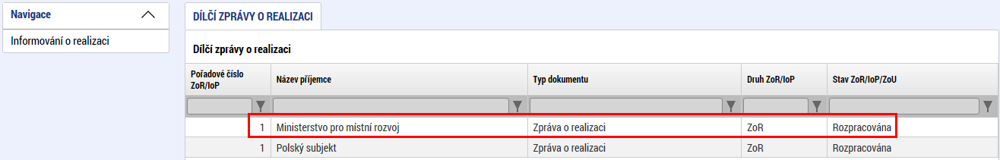 Navigace
Informování o realizaci
DÍLČÍ ZPRÁVY O REALIZACI
Dílčí zprávy o realizaci
Pořadové číslo ZoR/IoP Název příjemce Typ dokumentu Druh ZoR/IoP Stav ZoR/IoP/ZoU
1 Ministerstvo pro místní rozvoj Zpráva o realizaci ZoR Rozpracována
1 Polský subjekt Zpráva o realizaci ZoR Rozpracována